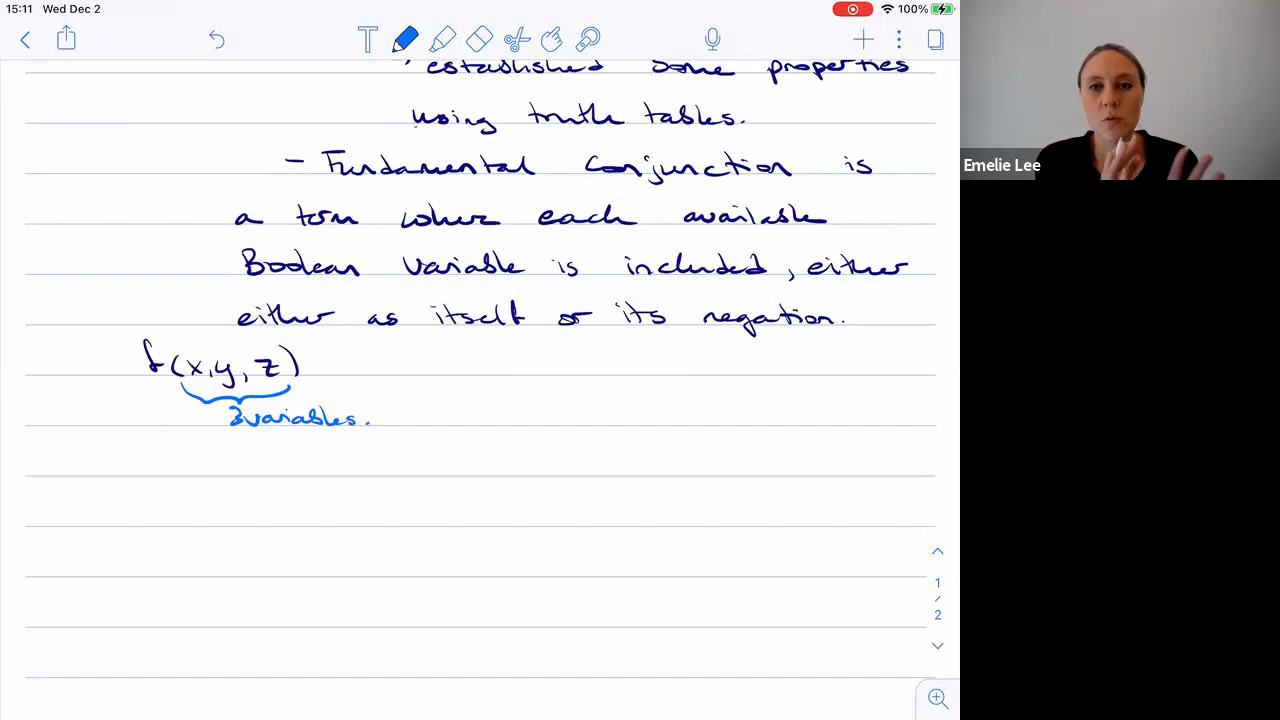 15:11 Wed Dec 2
100%
established some properties
using truth tables.
- Fundamental Conjunction is
a term where each available
Boolean variable is included, either
either as itself or its negation.
f(x,y, z)
3variables.
1
/
2
T
Emelie Lee